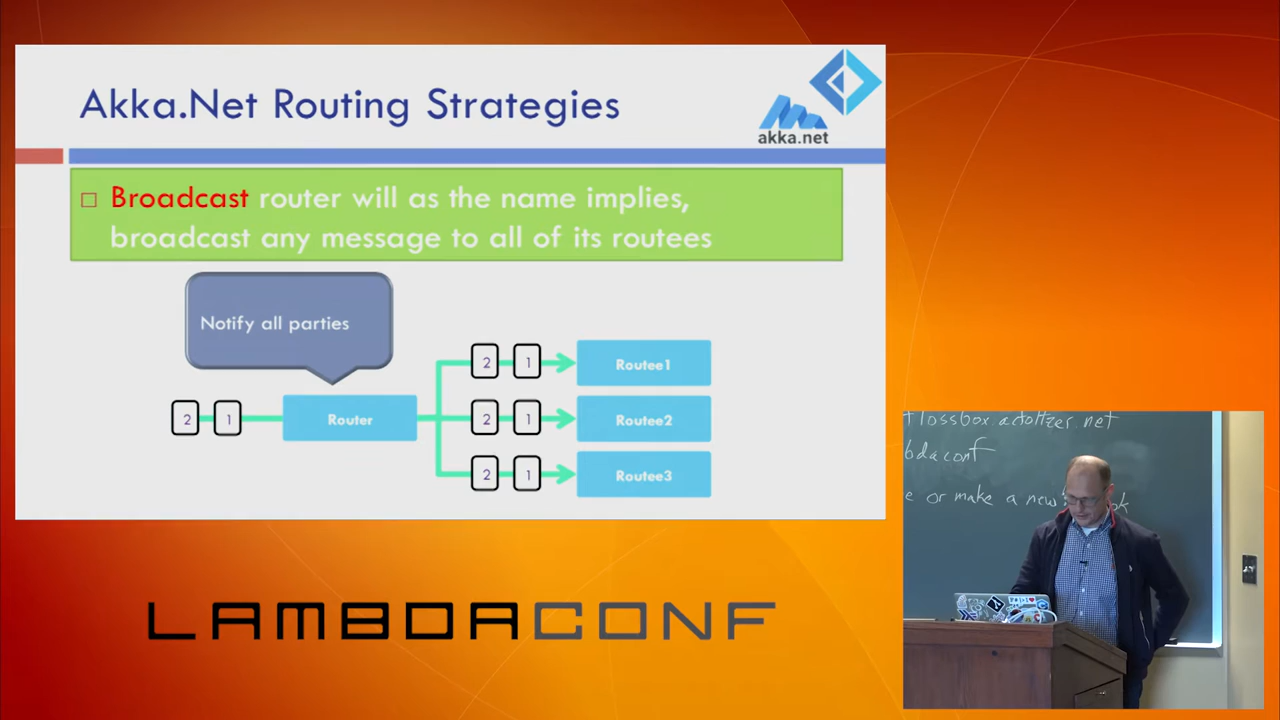 Akka.Net Routing Strategies
akka.net
Broadcast router will as the name implies,
broadcast any message to all of its routees
Notify all parties
2 1
Router
2 1
Routee1
2 1
Routee2
2 1
Routee3
LAMBDACONF
net
conf
e or make a new